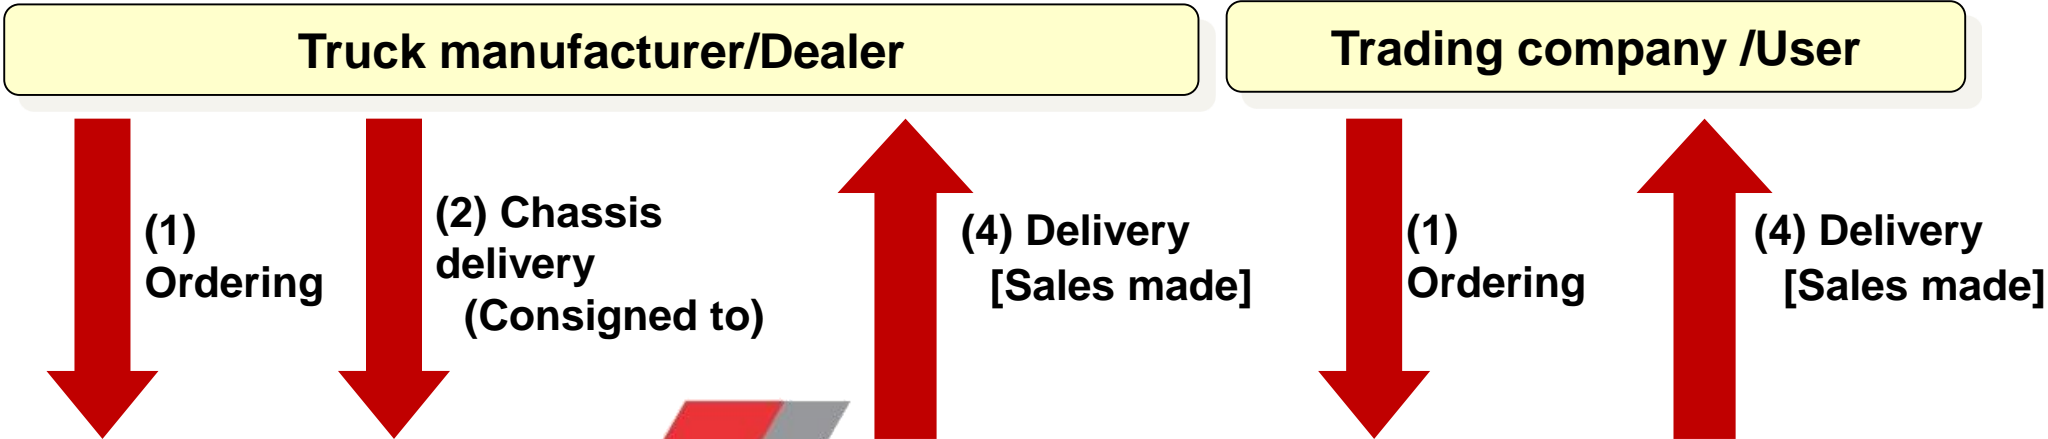 Truck manufacturer/Dealer
Trading company /User
(1)
Ordering
(2) Chassis
delivery
(Consigned to)
(4) Delivery
[Sales made]
(1)
Ordering
(4) Delivery
[Sales made]